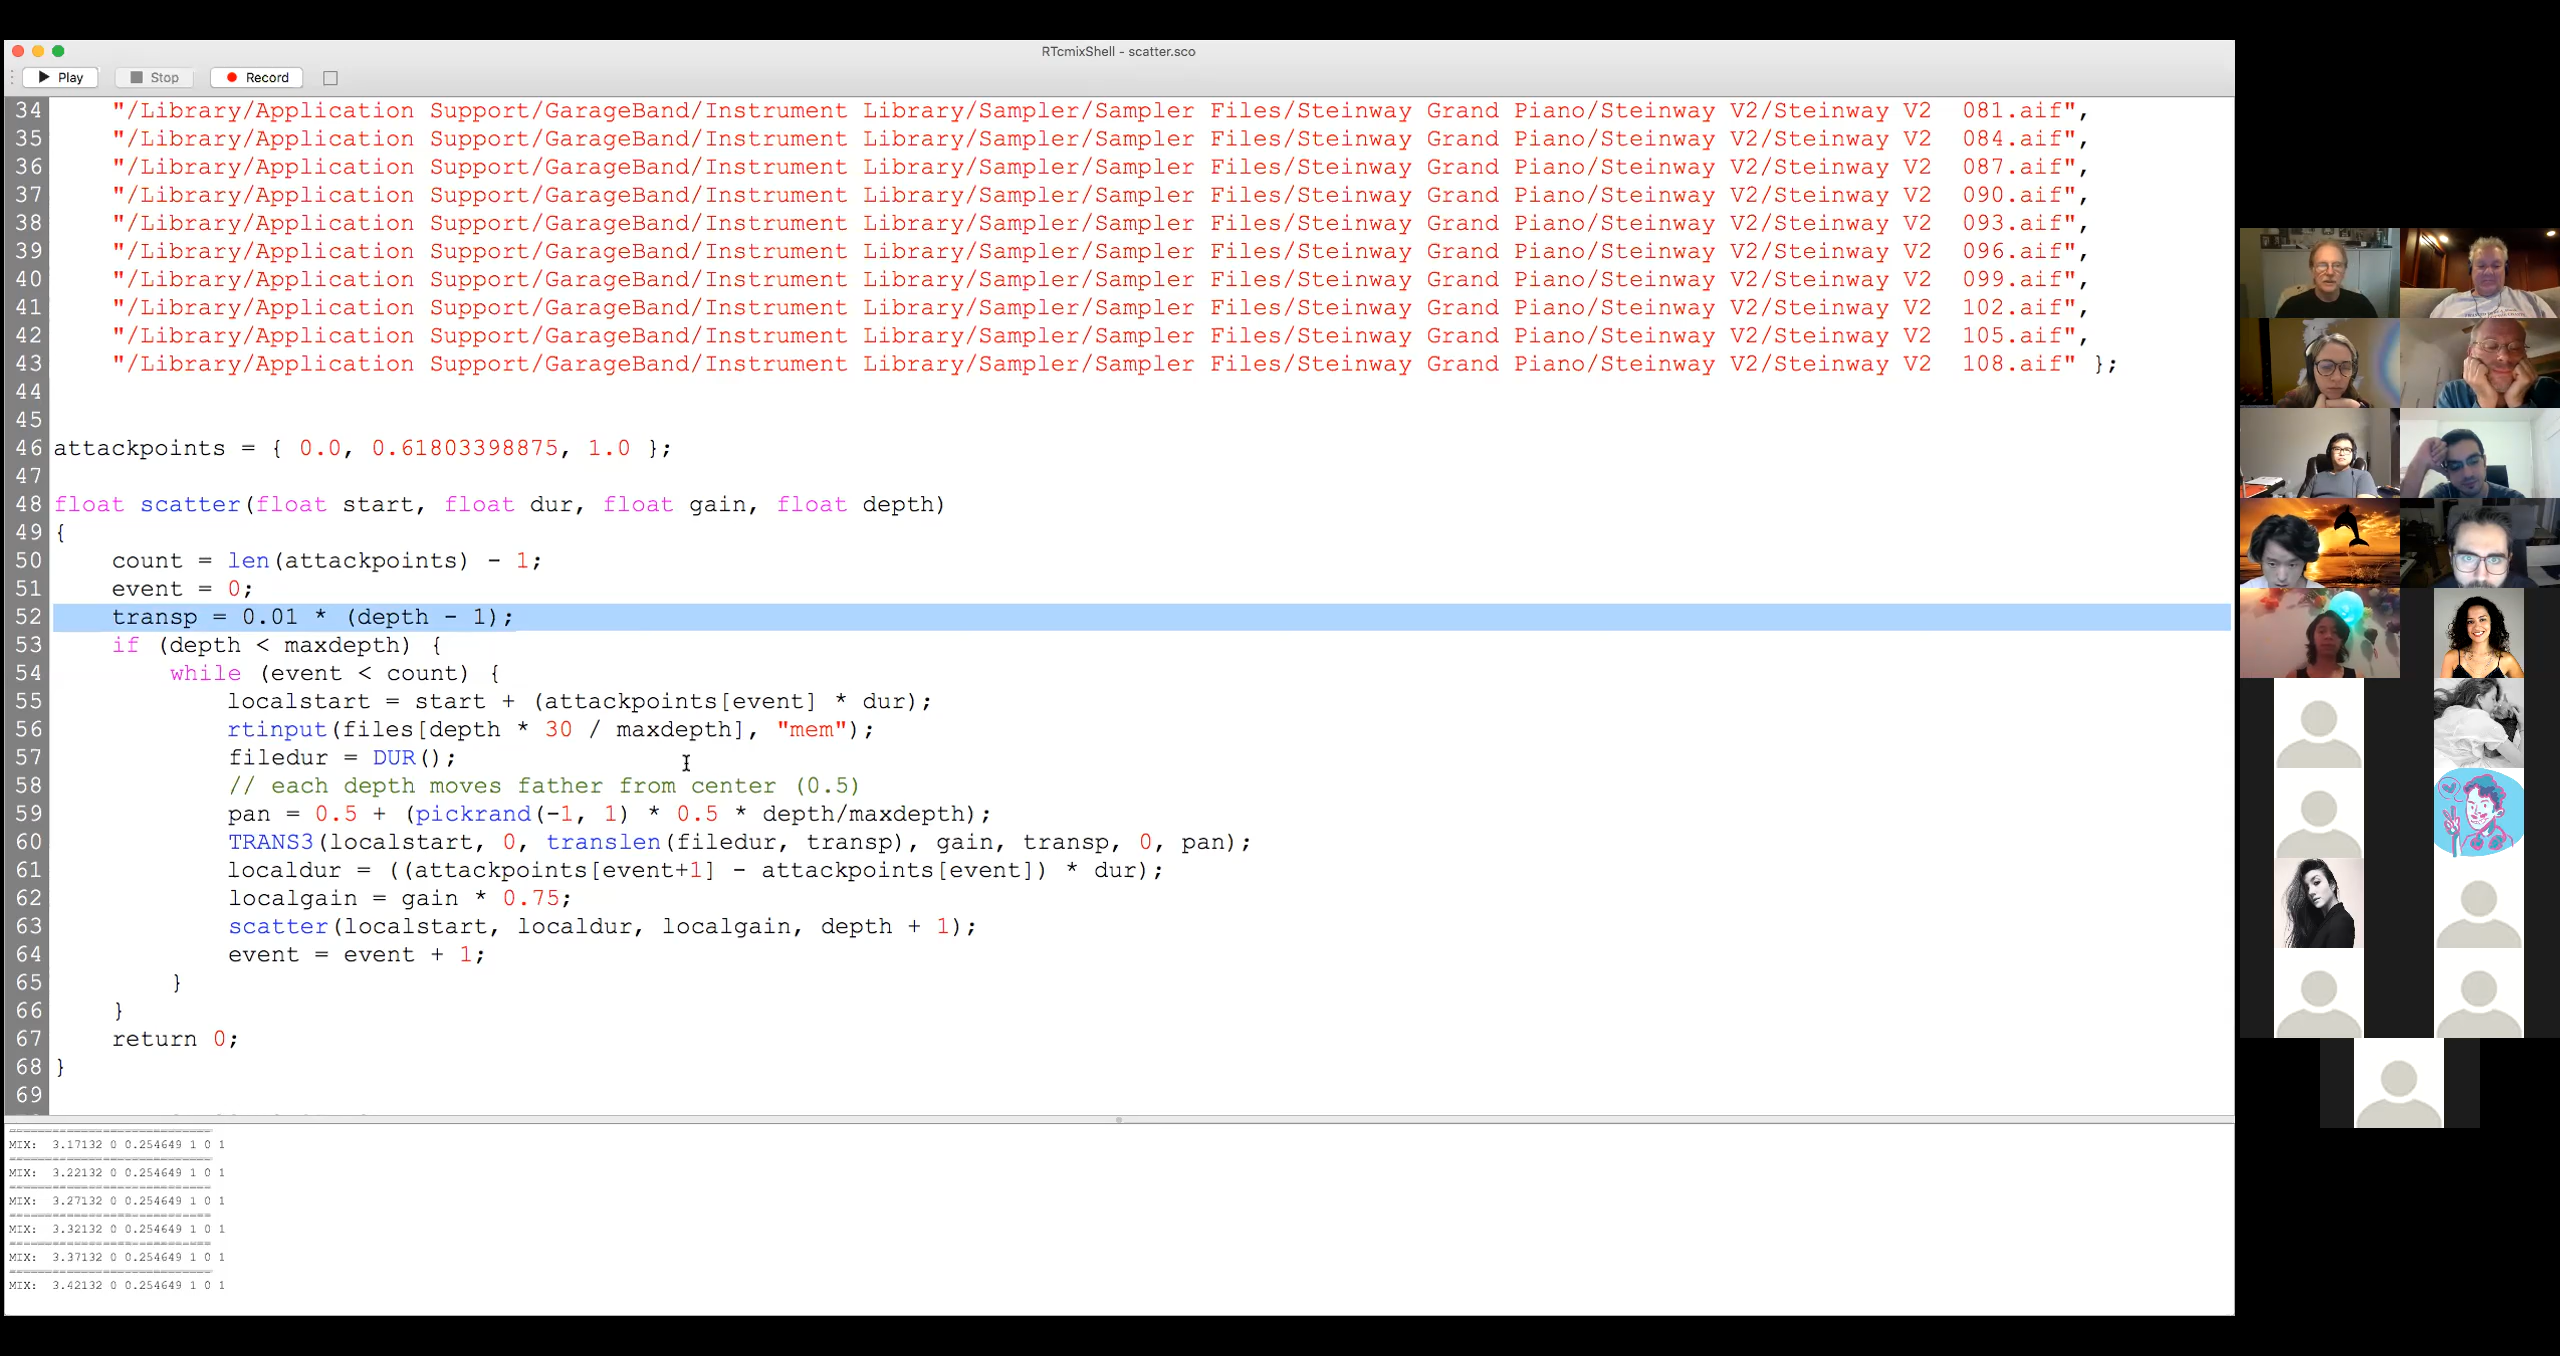 RTcmixShell - scatter.sco
Play Stop Record
34 "/Library/Application Support/GarageBand/Instrument Library/Sampler/Sampler Files/Steinway Grand Piano/Steinway V2/Steinway V2  081.aif",
35 "/Library/Application Support/GarageBand/Instrument Library/Sampler/Sampler Files/Steinway Grand Piano/Steinway V2/Steinway V2  084.aif",
36 "/Library/Application Support/GarageBand/Instrument Library/Sampler/Sampler Files/Steinway Grand Piano/Steinway V2/Steinway V2  087.aif",
37 "/Library/Application Support/GarageBand/Instrument Library/Sampler/Sampler Files/Steinway Grand Piano/Steinway V2/Steinway V2  090.aif",
38 "/Library/Application Support/GarageBand/Instrument Library/Sampler/Sampler Files/Steinway Grand Piano/Steinway V2/Steinway V2  093.aif",
39 "/Library/Application Support/GarageBand/Instrument Library/Sampler/Sampler Files/Steinway Grand Piano/Steinway V2/Steinway V2  096.aif",
40 "/Library/Application Support/GarageBand/Instrument Library/Sampler/Sampler Files/Steinway Grand Piano/Steinway V2/Steinway V2  099.aif",
41 "/Library/Application Support/GarageBand/Instrument Library/Sampler/Sampler Files/Steinway Grand Piano/Steinway V2/Steinway V2  102.aif",
42 "/Library/Application Support/GarageBand/Instrument Library/Sampler/Sampler Files/Steinway Grand Piano/Steinway V2/Steinway V2  105.aif",
43 "/Library/Application Support/GarageBand/Instrument Library/Sampler/Sampler Files/Steinway Grand Piano/Steinway V2/Steinway V2  108.aif" };
44
45
46 attackpoints = { 0.0, 0.61803398875, 1.0 };
47
48 float scatter(float start, float dur, float gain, float depth)
49 {
50 count = len(attackpoints) - 1;
51 event = 0;
52 transp = 0.01 * (depth - 1);
53 if (depth < maxdepth) {
54 while (event < count) {
55 localstart = start + (attackpoints[event] * dur);
56 rtinput(files[depth * 30 / maxdepth], "mem");
57 filedur = DUR();
58 // each depth moves father from center (0.5)
59 pan = 0.5 + (pickrand(-1, 1) * 0.5 * depth/maxdepth);
60 TRANS3(localstart, 0, translen(filedur, transp), gain, transp, 0, pan);
61 localdur = ((attackpoints[event+1] - attackpoints[event]) * dur);
62 localgain = gain * 0.75;
63 scatter(localstart, localdur, localgain, depth + 1);
64 event = event + 1;
65 }
66 }
67 return 0;
68 }
69
MIX: 3.17132 0 0.254649 1 0 1
MIX: 3.22132 0 0.254649 1 0 1
MIX: 3.27132 0 0.254649 1 0 1
MIX: 3.32132 0 0.254649 1 0 1
MIX: 3.37132 0 0.254649 1 0 1
MIX: 3.42132 0 0.254649 1 0 1